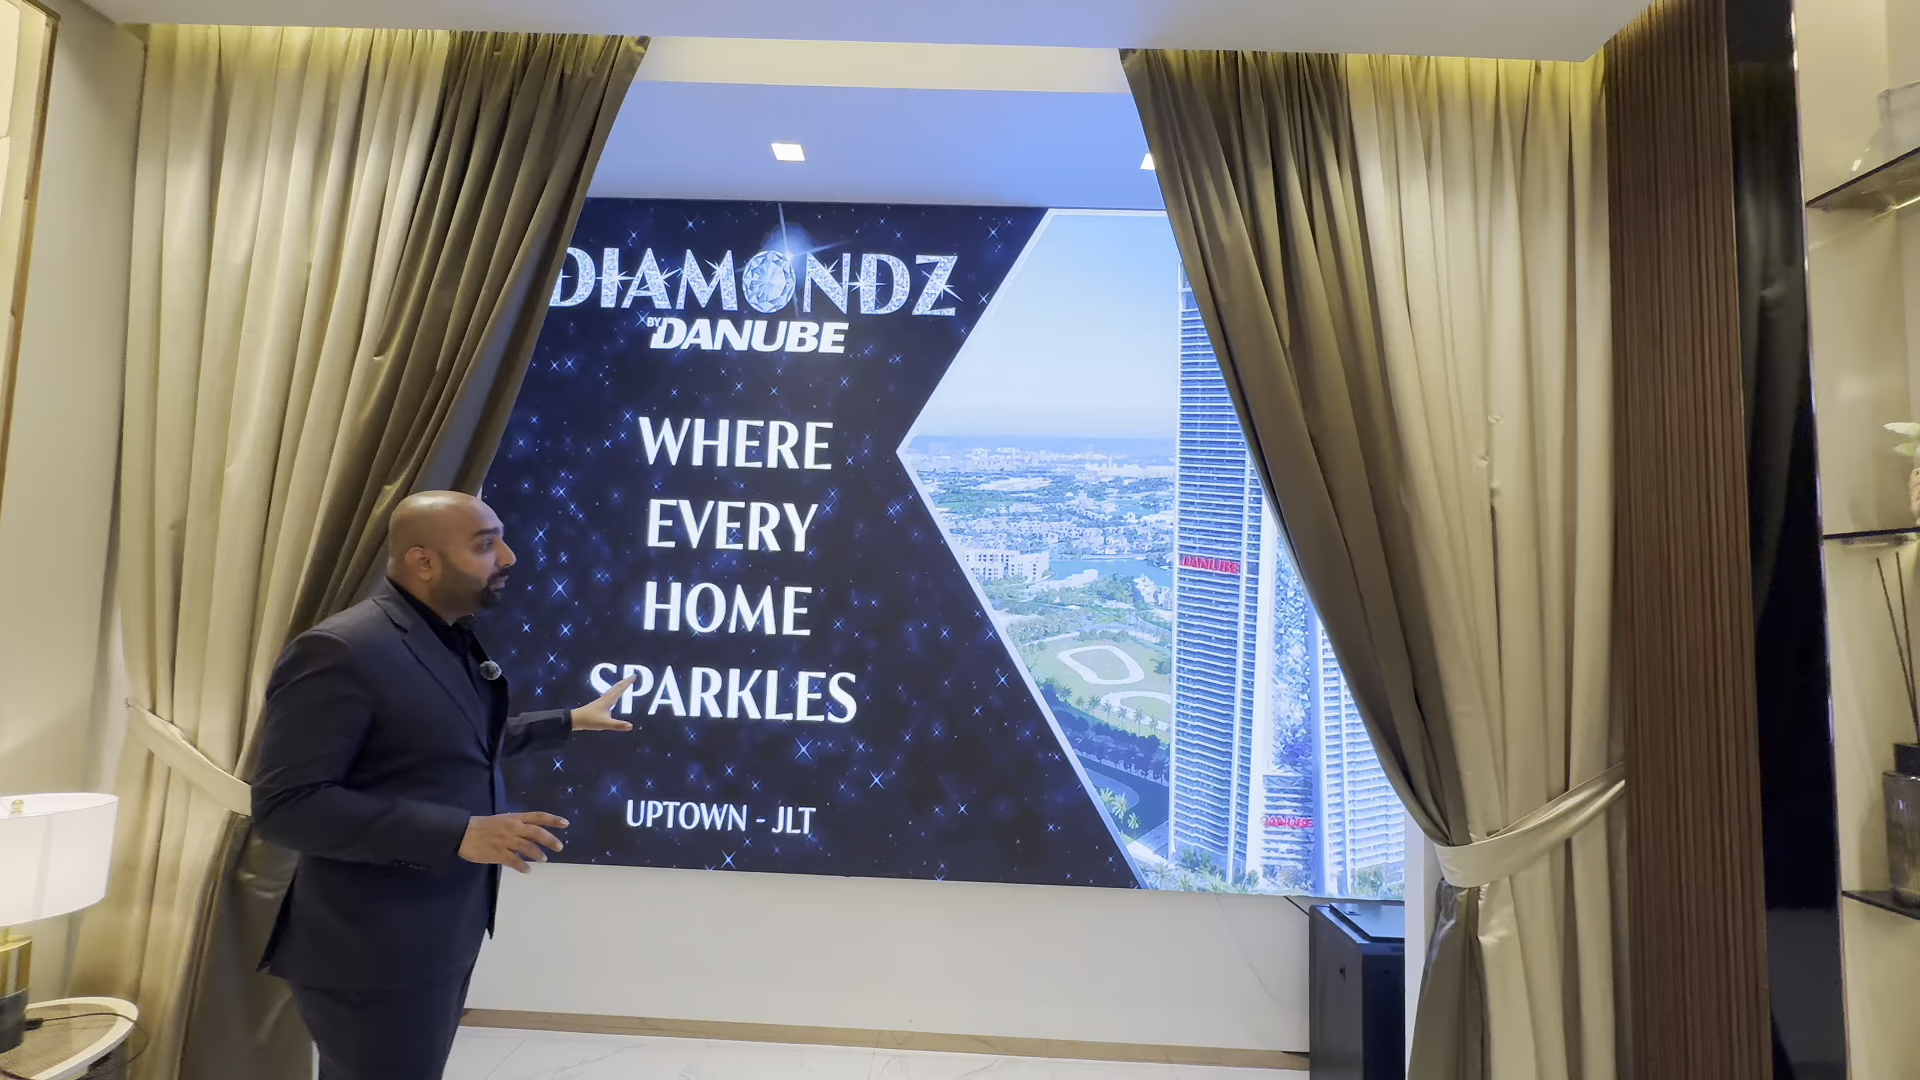 DIAMONDZ
BY DANUBE
WHERE
EVERY
HOME
SPARKLES
UPTOWN - JLT
DANUBE
DANUBE